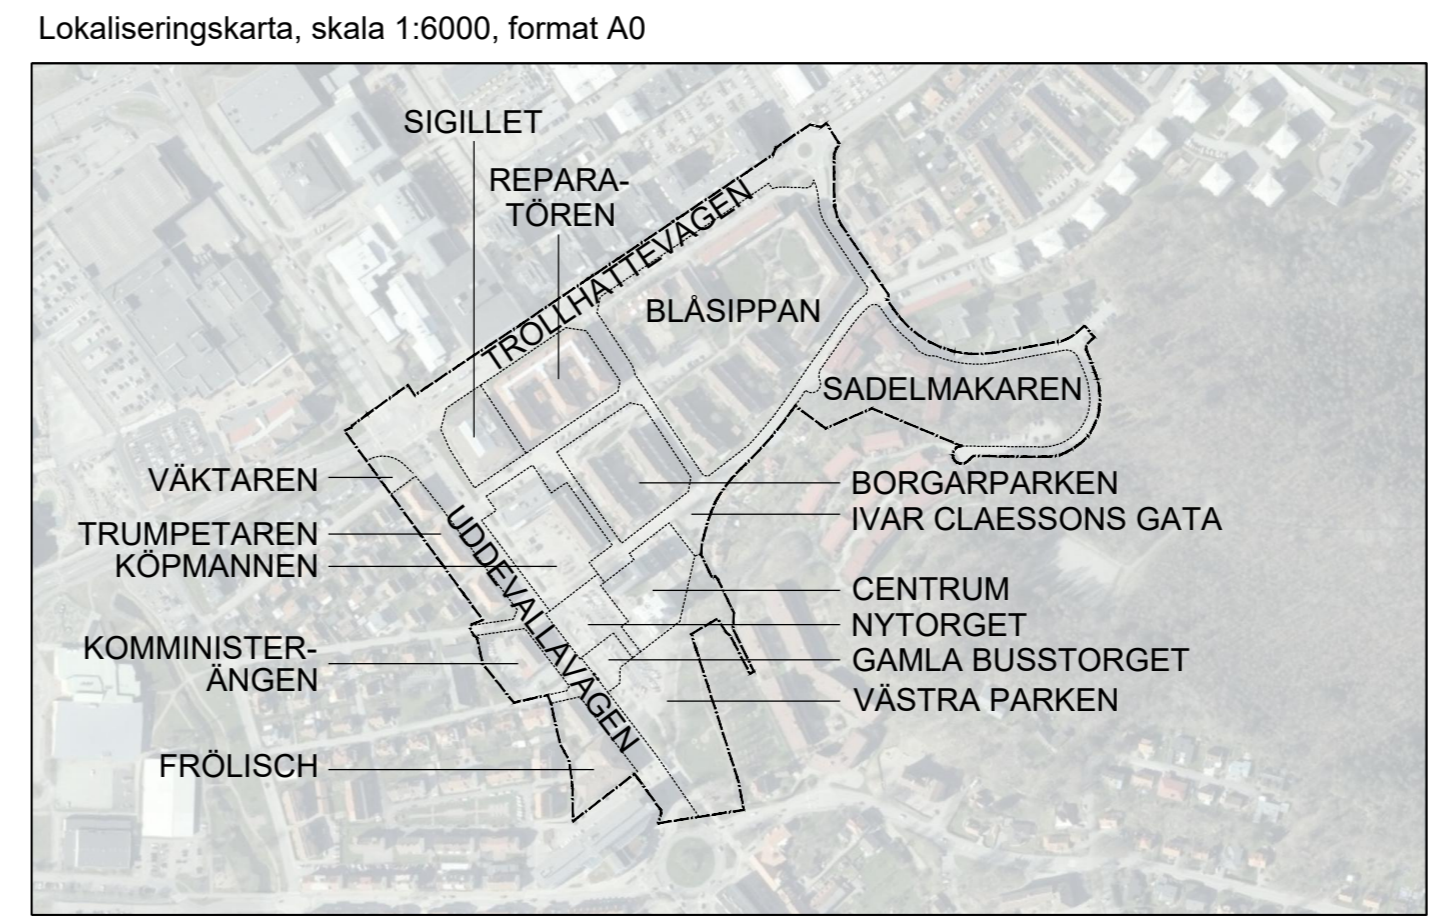 Lokaliseringskarta, skala 1:6000, format A0
SIGILLET
REPARA-
TÖREN
TROLLHÄTTEVÄGEN
BLÅSIPPAN
SADELMAKAREN
VÄKTAREN
TRUMPETAREN
KÖPMANNEN
KOMMINISTER-
ÄNGEN
FRÖLISCH
UDDEVALLAVÄGEN
BORGARPARKEN
IVAR CLAESSONS GATA
CENTRUM
NYTORGET
GAMLA BUSSTORGET
VÄSTRA PARKEN